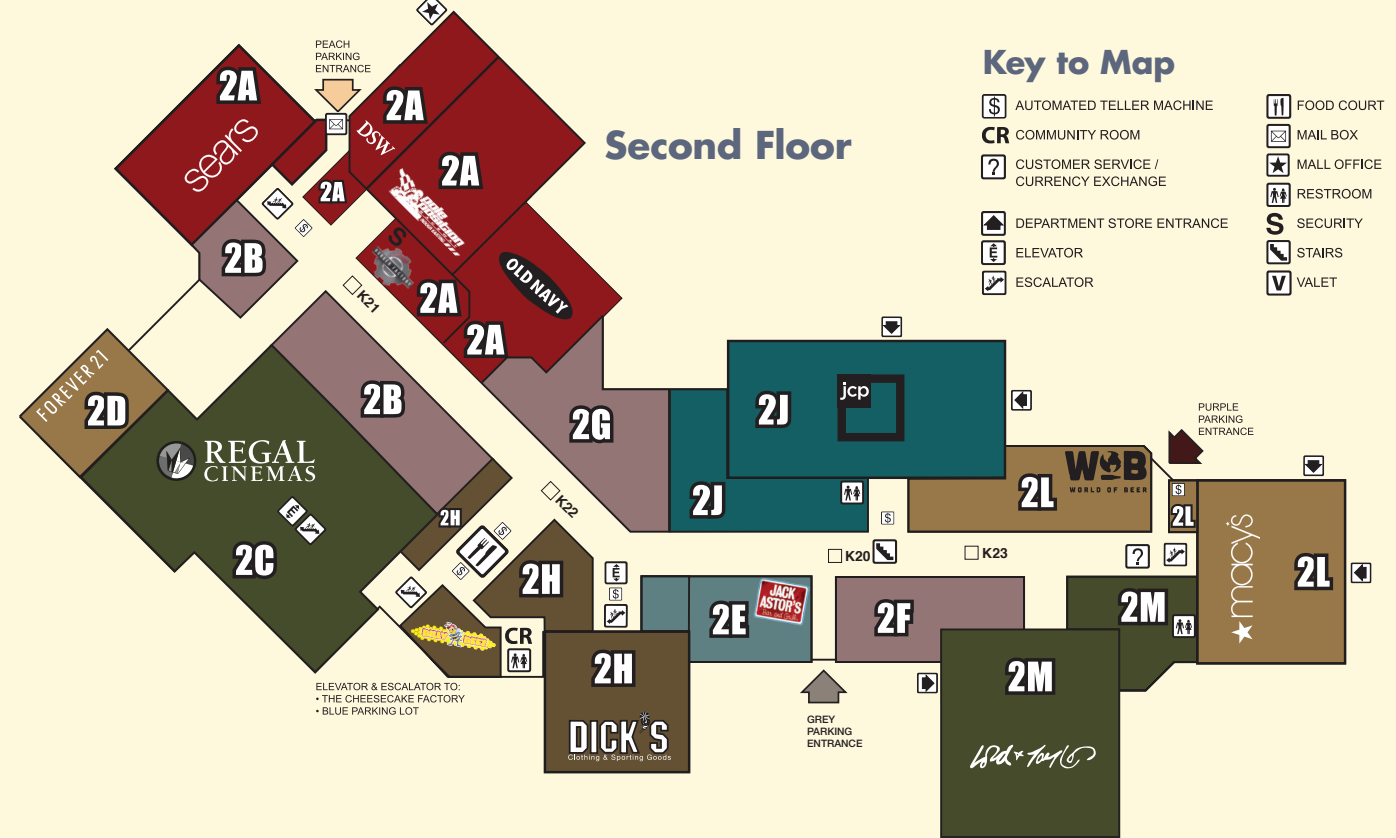 Second Floor
Key to Map
$ AUTOMATED TELLER MACHINE
CR COMMUNITY ROOM
? CUSTOMER SERVICE /
CURRENCY EXCHANGE
DEPARTMENT STORE ENTRANCE
E ELEVATOR
ESCALATOR
FOOD COURT
MAIL BOX
MALL OFFICE
RESTROOM
S SECURITY
STAIRS
V VALET
PEACH
PARKING
ENTRANCE
2A
sears
2A
DSW
2A
2A
$
2B
S
2A
OLD NAVY
2A
K21
FOREVER 21
2D
2B
REGAL
CINEMAS
E
2C
2G
2H
K22
$
$
2H
E
$
CR
2H
DICK'S
Clothing & Sporting Goods
ELEVATOR & ESCALATOR TO:
• THE CHEESECAKE FACTORY
• BLUE PARKING LOT
2J
jcp
2J
$
K20
K23
2E
JACK
ASTOR'S
2F
GREY
PARKING
ENTRANCE
PURPLE
PARKING
ENTRANCE
2L
WOB
WORLD OF BEER
$
2L
?
macy's
2L
2M
2M
Lord + Taylor